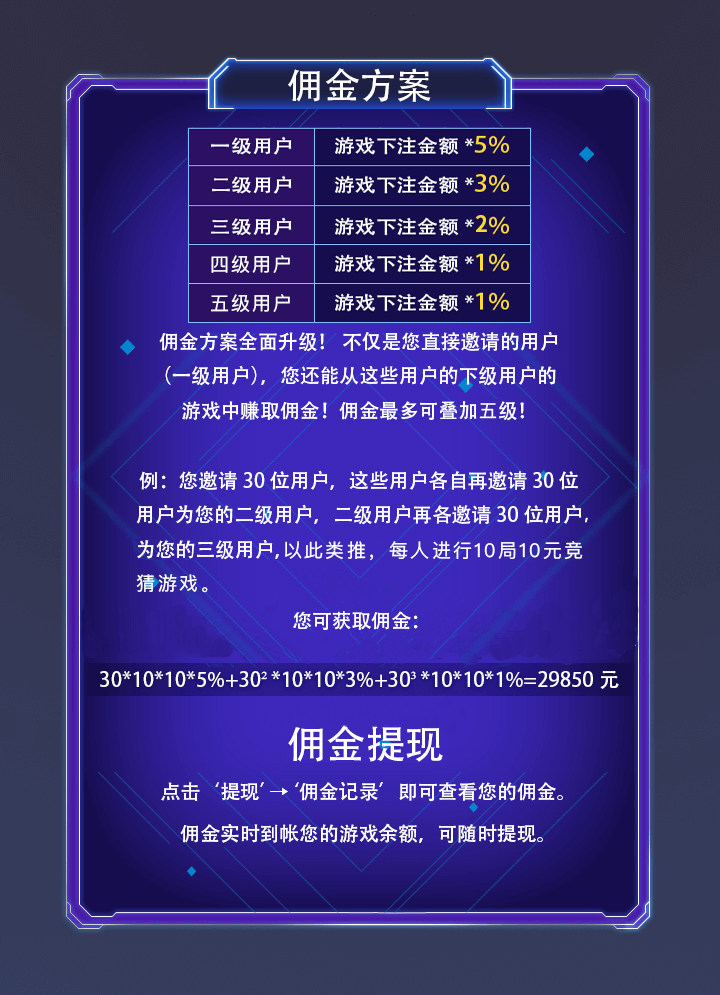 佣金方案
一级用户 游戏下注金额 *5%
二级用户 游戏下注金额 *3%
三级用户 游戏下注金额 *2%
四级用户 游戏下注金额 *1%
五级用户 游戏下注金额 *1%
佣金方案全面升级！ 不仅是您直接邀请的用户
（一级用户），您还能从这些用户的下级用户的
游戏中赚取佣金！佣金最多可叠加五级！
例：您邀请 30 位用户，这些用户各自再邀请 30 位
用户为您的二级用户，二级用户再各邀请 30 位用户,
为您的三级用户,以此类推，每人进行10局10元竞
猜游戏。
您可获取佣金：
30*10*10*5%+30² *10*10*3%+30³ *10*10*1%=29850 元
佣金提现
点击 ‘提现’→‘佣金记录’ 即可查看您的佣金。
佣金实时到帐您的游戏余额，可随时提现。